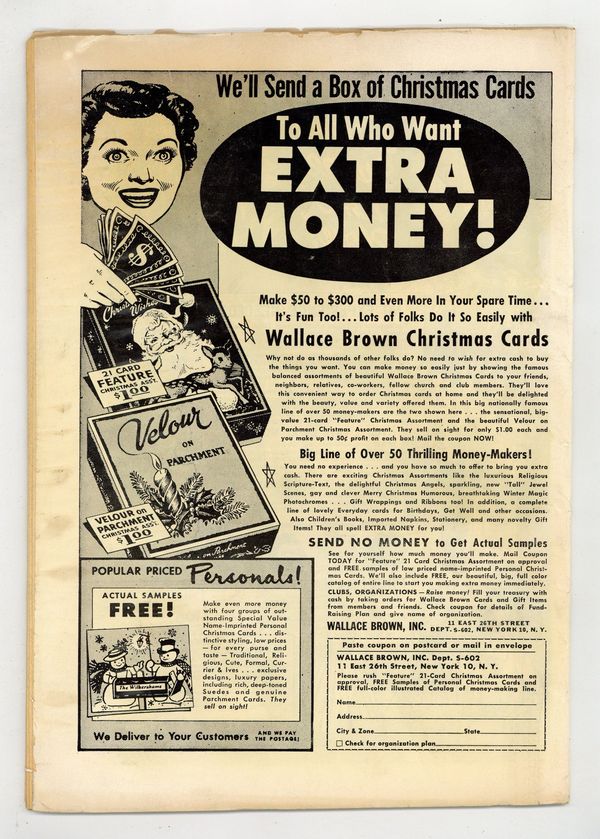 We'll Send a Box of Christmas Cards
To All Who Want
EXTRA
MONEY!
$
Christmas Wishes
21 CARD
FEATURE
CHRISTMAS ASST.
$1.00
Velour
ON
PARCHMENT
VELOUR on
PARCHMENT
CHRISTMAS ASST.
$1.00
Make $50 to $300 and Even More In Your Spare Time...
It's Fun Too!... Lots of Folks Do It So Easily with
Wallace Brown Christmas Cards
Why not do as thousands of other folks do? No need to wish for extra cash to buy
the things you want. You can make money so easily just by showing the famous
balanced assortments of beautiful Wallace Brown Christmas Cards to your friends,
neighbors, relatives, co-workers, fellow church and club members. They'll love
this convenient way to order Christmas cards at home and they'll be delighted
with the beauty, value and variety offered them. In this big nationally famous
line of over 50 money-makers are the two shown here . . . the sensational, big-
value 21-card "Feature" Christmas Assortment and the beautiful Velour on
Parchment Christmas Assortment. They sell on sight for only $1.00 each and
you make up to 50¢ profit on each box! Mail the coupon NOW!
Big Line of Over 50 Thrilling Money-Makers!
You need no experience . . . and you have so much to offer to bring you extra
cash. There are exciting Christmas Assortments like the luxurious Religious
Scripture-Text, the delightful Christmas Angels, sparkling, new "Tall" Jewel
Scenes, gay and clever Merry Christmas Humorous, breathtaking Winter Magic
Photochromes . . . Gift Wrappings and Ribbons too! In addition, a complete
line of lovely Everyday cards for Birthdays, Get Well and other occasions.
Also Children's Books, Imported Napkins, Stationery, and many novelty Gift
Items! They all spell EXTRA MONEY for you!
SEND NO MONEY to Get Actual Samples
See for yourself how much money you'll make. Mail Coupon
TODAY for "Feature" 21 Card Christmas Assortment on approval
and FREE samples of low priced name-imprinted Personal Christ-
mas Cards. We'll also include FREE, our beautiful, big, full color
catalog of entire line to start you making extra money immediately.
CLUBS, ORGANIZATIONS — Raise money! Fill your treasury with
cash by taking orders for Wallace Brown Cards and Gift Items
from members and friends. Check coupon for details of Fund-
Raising Plan and give name of organization.
WALLACE BROWN, INC. 11 EAST 26TH STREET
DEPT. S-602, NEW YORK 10, N. Y.
POPULAR PRICED Personals!
ACTUAL SAMPLES
FREE!
The Wilkershams
Make even more money
with four groups of out-
standing Special Value
Name-Imprinted Personal
Christmas Cards . . . dis-
tinctive styling, low prices
— for every purse and
taste — Traditional, Reli-
gious, Cute, Formal, Cur-
rier & Ives . . . exclusive
designs, luxury papers,
including rich, deep-toned
Suedes and genuine
Parchment Cards. They
sell on sight!
We Deliver to Your Customers AND WE PAY
THE POSTAGE!
Paste coupon on postcard or mail in envelope
WALLACE BROWN, INC. Dept. S-602
11 East 26th Street, New York 10, N. Y.
Please rush "Feature" 21-Card Christmas Assortment on
approval, FREE Samples of Personal Christmas Cards and
FREE full-color illustrated Catalog of money-making line.
Name
Address
City & Zone State
Check for organization plan